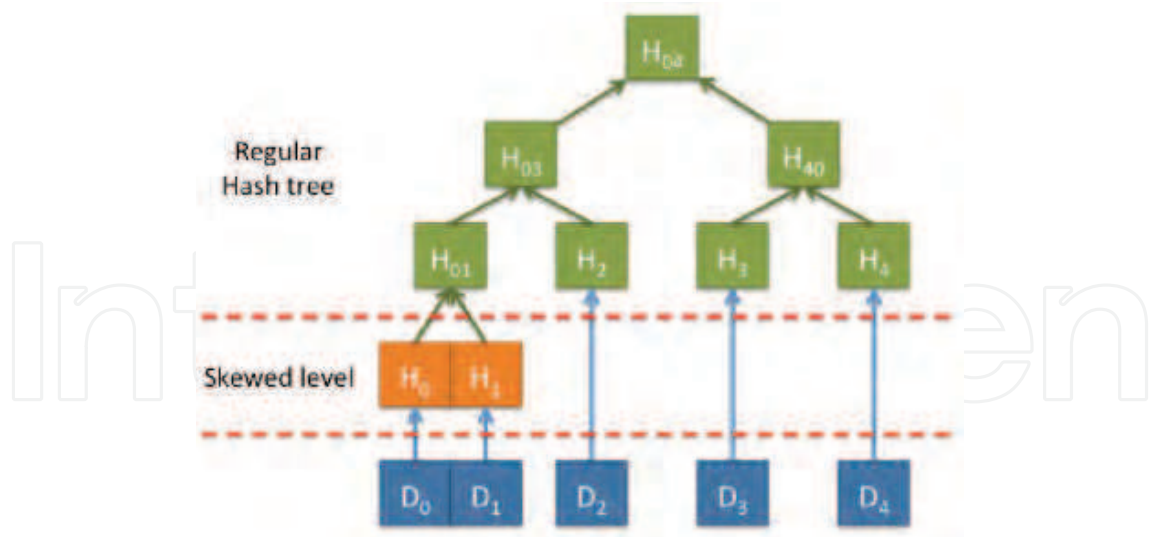 H04
Regular
Hash tree
H03
H40
H01
H2
H3
H4
Skewed level
H0
H1
D0
D1
D2
D3
D4